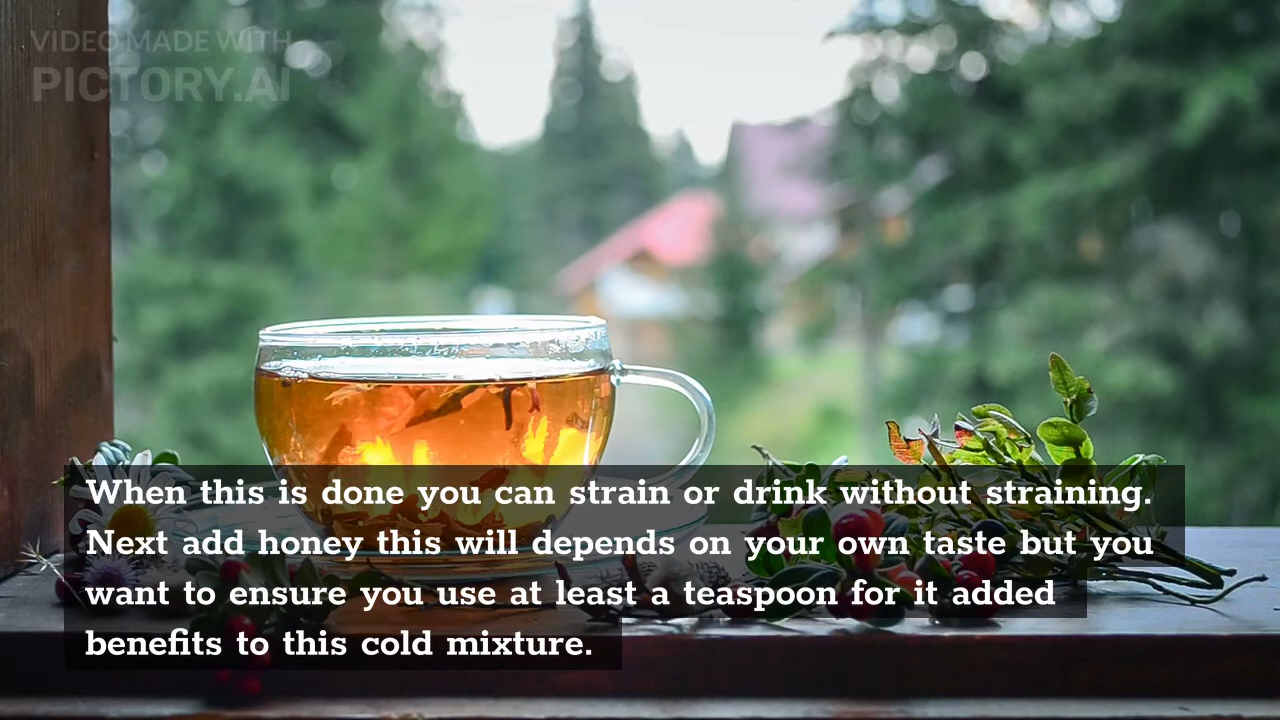 VIDEO MADE WITH
PICTORY.AI
When this is done you can strain or drink without straining.
Next add honey this will depends on your own taste but you
want to ensure you use at least a teaspoon for it added
benefits to this cold mixture.